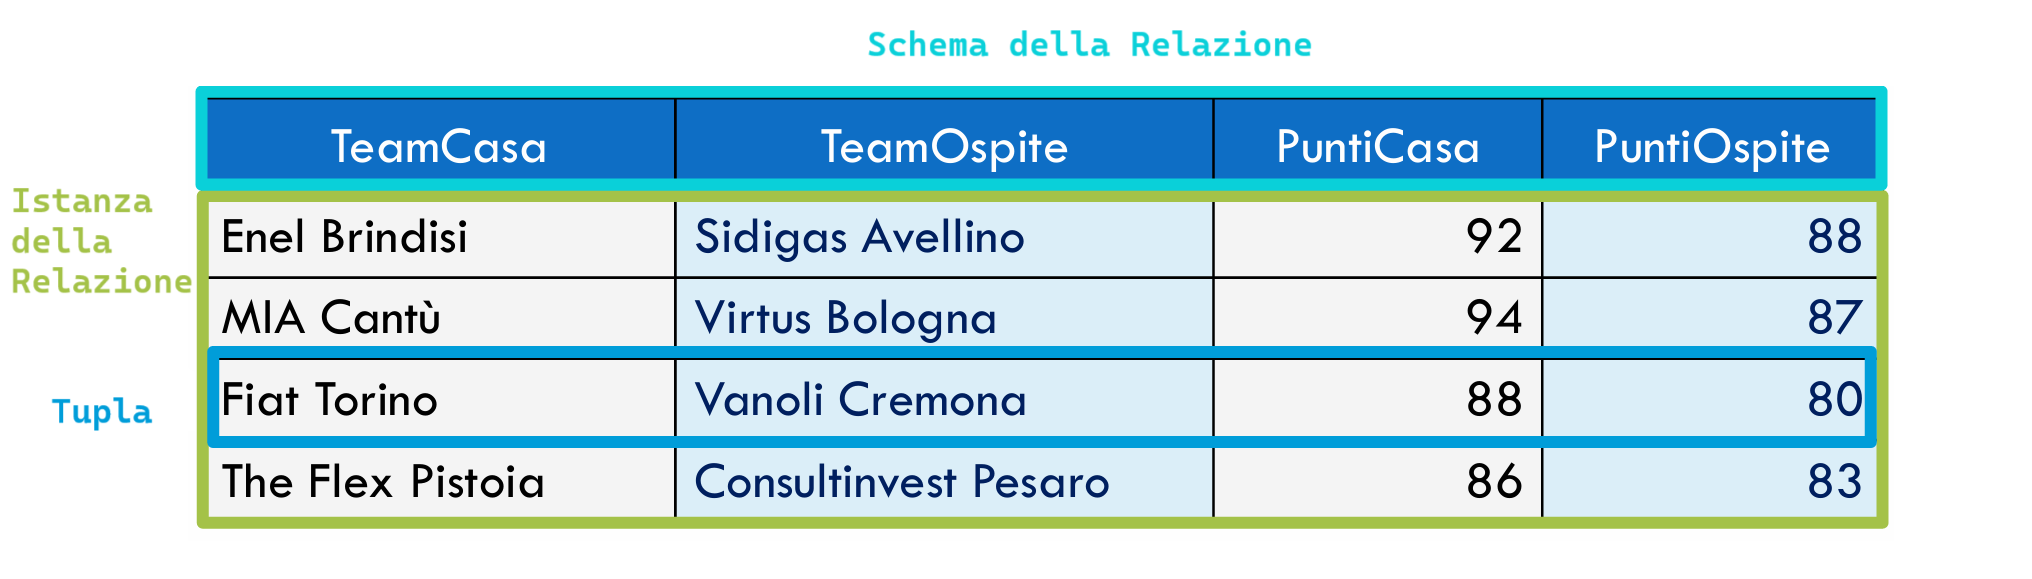 Schema della Relazione
TeamCasa TeamOspite PuntiCasa PuntiOspite
Istanza
della
Relazione
Enel Brindisi Sidigas Avellino 92 88
MIA Cantù Virtus Bologna 94 87
Tupla
Fiat Torino Vanoli Cremona 88 80
The Flex Pistoia Consultinvest Pesaro 86 83